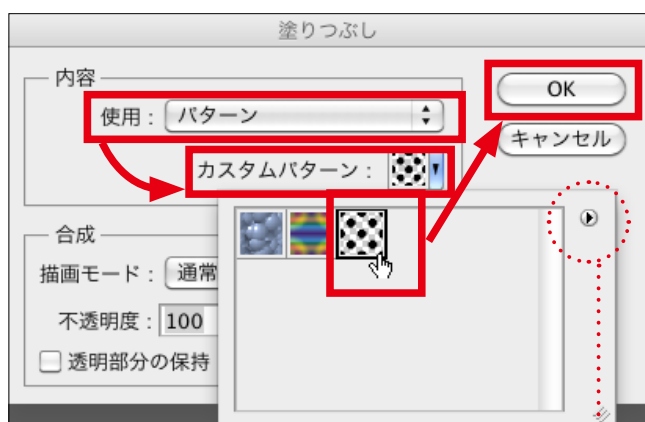 塗りつぶし
内容
使用： パターン
OK
キャンセル
カスタムパターン：
合成
描画モード： 通常
不透明度： 100
透明部分の保持